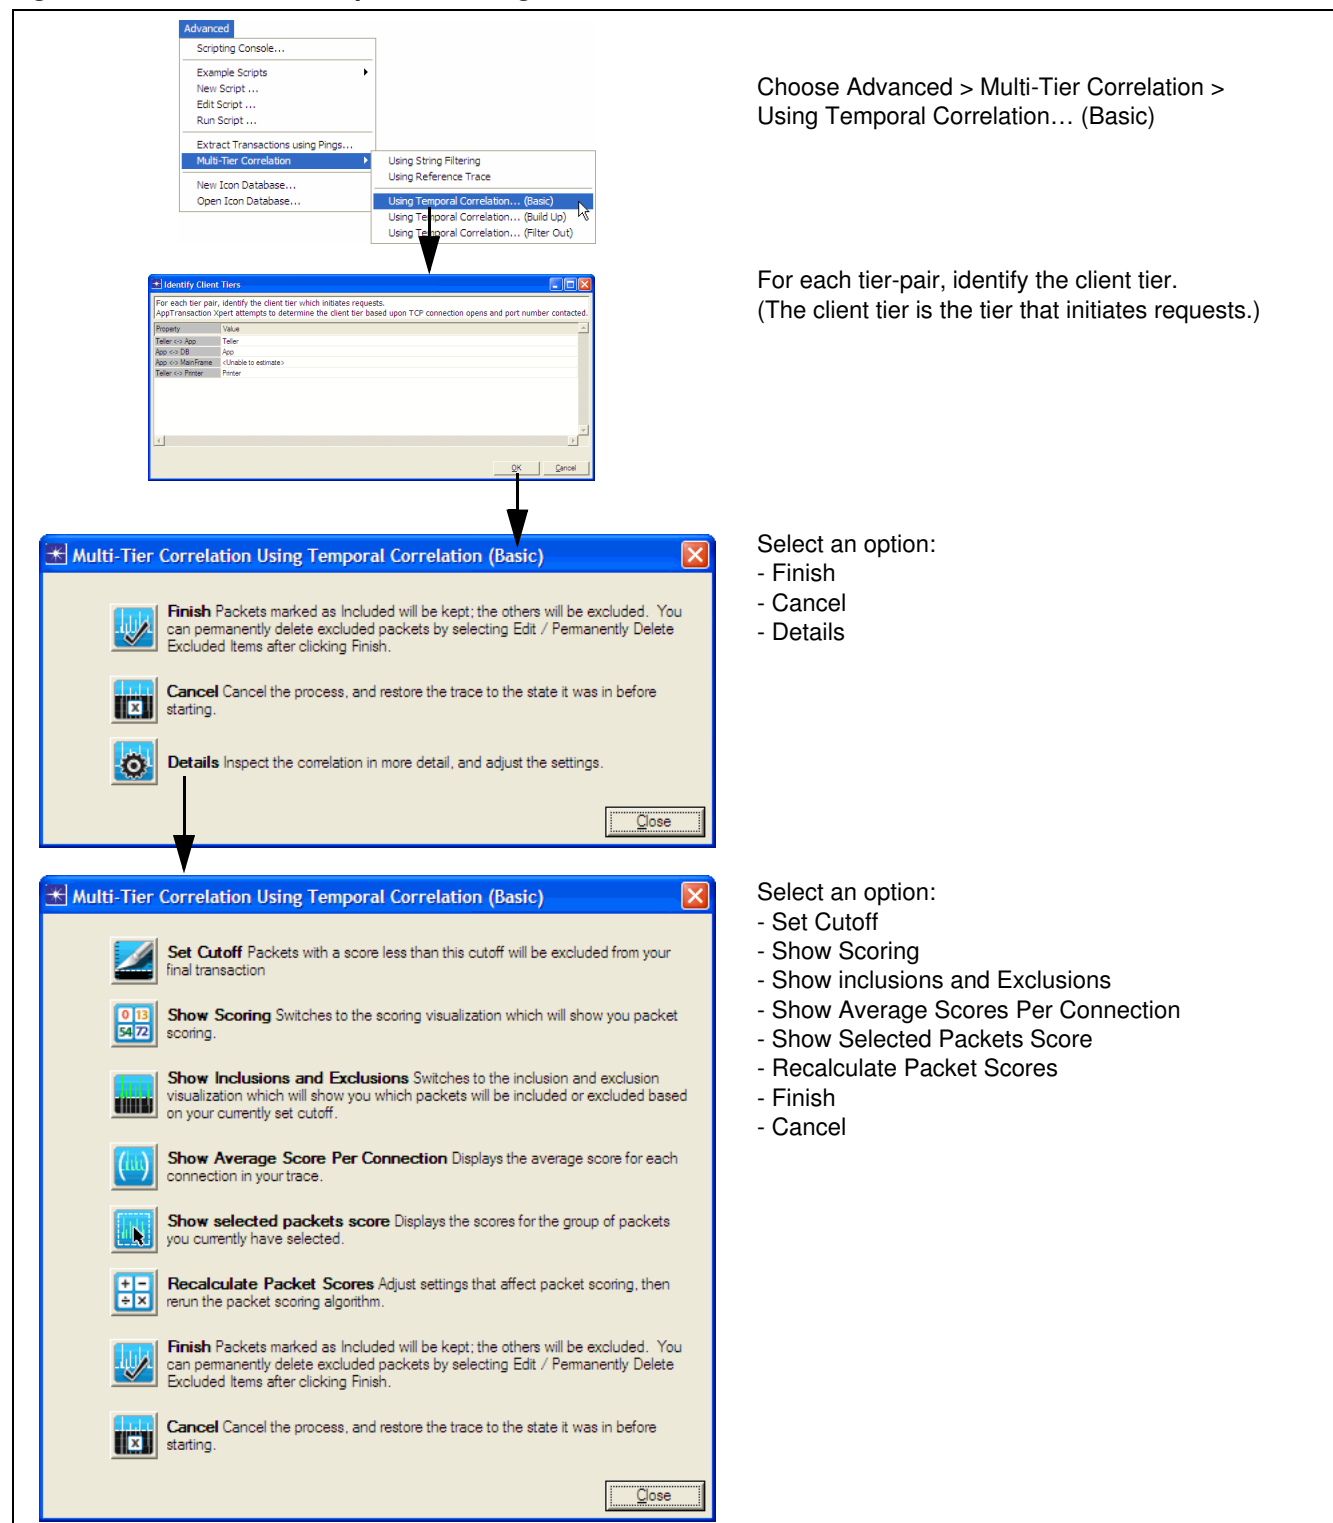 Advanced
Scripting Console...
Example Scripts
New Script ...
Edit Script ...
Run Script ...
Extract Transactions using Pings...
Multi-Tier Correlation
New Icon Database...
Open Icon Database...
Using String Filtering
Using Reference Trace
Using Temporal Correlation... (Basic)
Using Temporal Correlation... (Build Up)
Using Temporal Correlation... (Filter Out)
Choose Advanced > Multi-Tier Correlation >
Using Temporal Correlation… (Basic)
Identify Client Tiers
For each tier pair, identify the client tier which initiates requests.
AppTransaction Xpert attempts to determine the client tier based upon TCP connection opens and port number contacted.
Property Value
Teller <-> App Teller
App <-> DB App
App <-> MainFrame <Unable to estimate>
Teller <-> Printer Printer
OK Cancel
For each tier-pair, identify the client tier.
(The client tier is the tier that initiates requests.)
Multi-Tier Correlation Using Temporal Correlation (Basic)
Finish Packets marked as Included will be kept; the others will be excluded. You
can permanently delete excluded packets by selecting Edit / Permanently Delete
Excluded Items after clicking Finish.
Cancel Cancel the process, and restore the trace to the state it was in before
starting.
Details Inspect the correlation in more detail, and adjust the settings.
Close
Select an option:
- Finish
- Cancel
- Details
Multi-Tier Correlation Using Temporal Correlation (Basic)
Set Cutoff Packets with a score less than this cutoff will be excluded from your
final transaction
0 13
54 72
Show Scoring Switches to the scoring visualization which will show you packet
scoring.
Show Inclusions and Exclusions Switches to the inclusion and exclusion
visualization which will show you which packets will be included or excluded based
on your currently set cutoff.
Show Average Score Per Connection Displays the average score for each
connection in your trace.
Show selected packets score Displays the scores for the group of packets
you currently have selected.
Recalculate Packet Scores Adjust settings that affect packet scoring, then
rerun the packet scoring algorithm.
Finish Packets marked as Included will be kept; the others will be excluded. You
can permanently delete excluded packets by selecting Edit / Permanently Delete
Excluded Items after clicking Finish.
Cancel Cancel the process, and restore the trace to the state it was in before
starting.
Close
Select an option:
- Set Cutoff
- Show Scoring
- Show inclusions and Exclusions
- Show Average Scores Per Connection
- Show Selected Packets Score
- Recalculate Packet Scores
- Finish
- Cancel